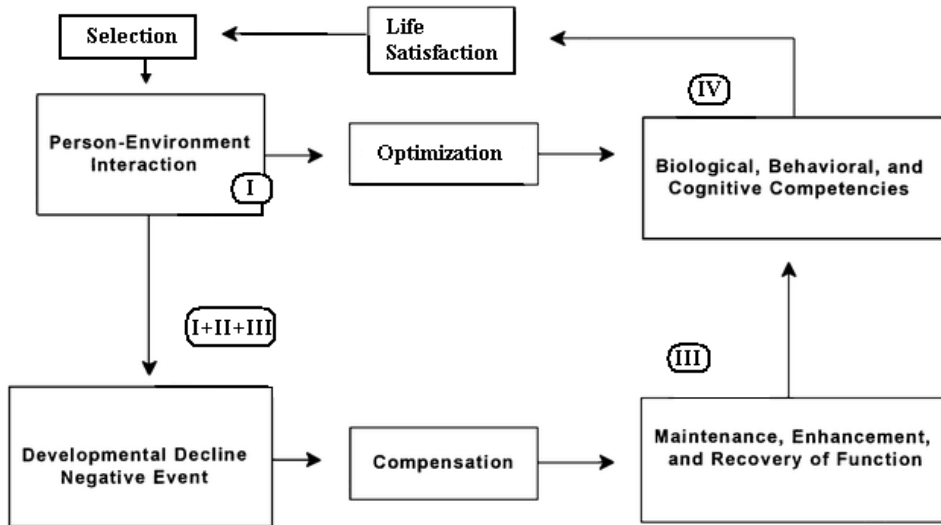 Selection
Life
Satisfaction
IV
Person-Environment
Interaction
I
Optimization
Biological, Behavioral, and
Cognitive Competencies
I+II+III
III
Developmental Decline
Negative Event
Compensation
Maintenance, Enhancement,
and Recovery of Function